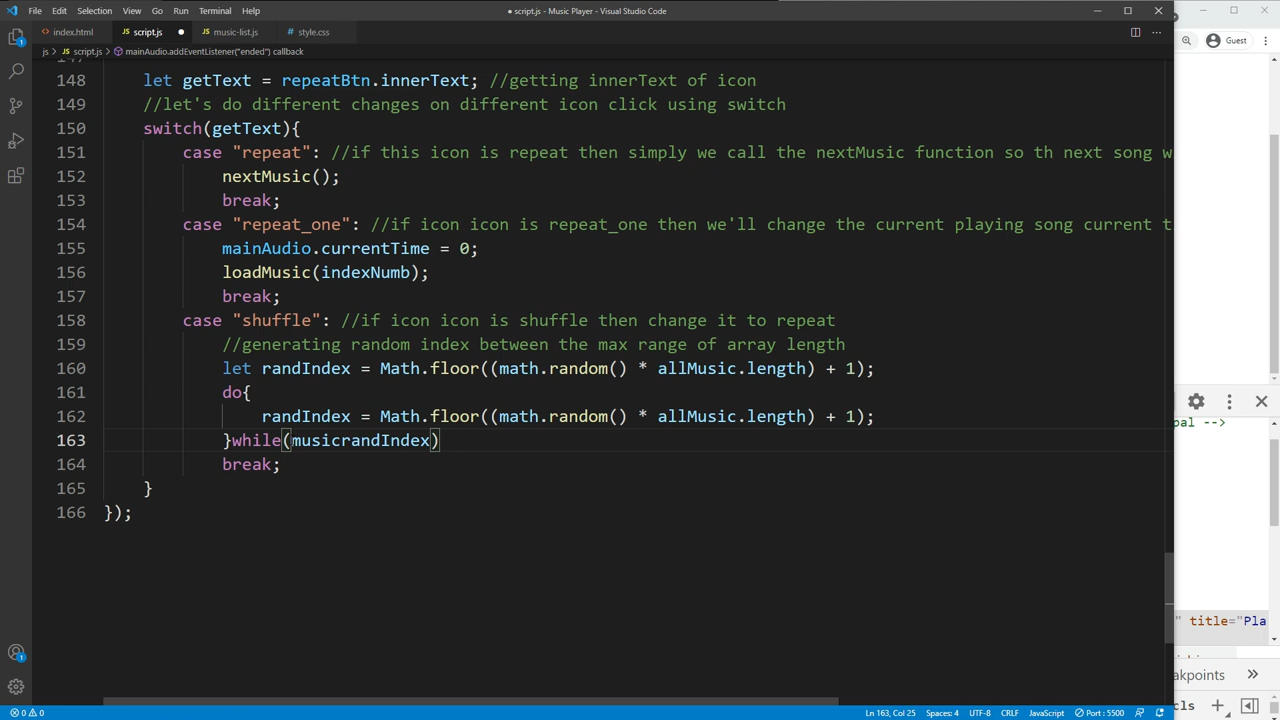 File Edit Selection View Go Run Terminal Help
● script.js - Music Player - Visual Studio Code
Guest
index.html
JS script.js ●
JS music-list.js
# style.css
js > JS script.js > mainAudio.addEventListener("ended") callback
147
148 let getText = repeatBtn.innerText; //getting innerText of icon
149 //let's do different changes on different icon click using switch
150 switch(getText){
151 case "repeat": //if this icon is repeat then simply we call the nextMusic function so th next song w
152 nextMusic();
153 break;
154 case "repeat_one": //if icon icon is repeat_one then we'll change the current playing song current t
155 mainAudio.currentTime = 0;
156 loadMusic(indexNumb);
157 break;
158 case "shuffle": //if icon icon is shuffle then change it to repeat
159 //generating random index between the max range of array length
160 let randIndex = Math.floor((math.random() * allMusic.length) + 1);
161 do{
162 randIndex = Math.floor((math.random() * allMusic.length) + 1);
163 }while(musicrandIndex)
164 break;
165 }
166 });
pal -->
" title="Pla
akpoints
cls
0 0
Ln 163, Col 25 Spaces: 4 UTF-8 CRLF JavaScript Port : 5500